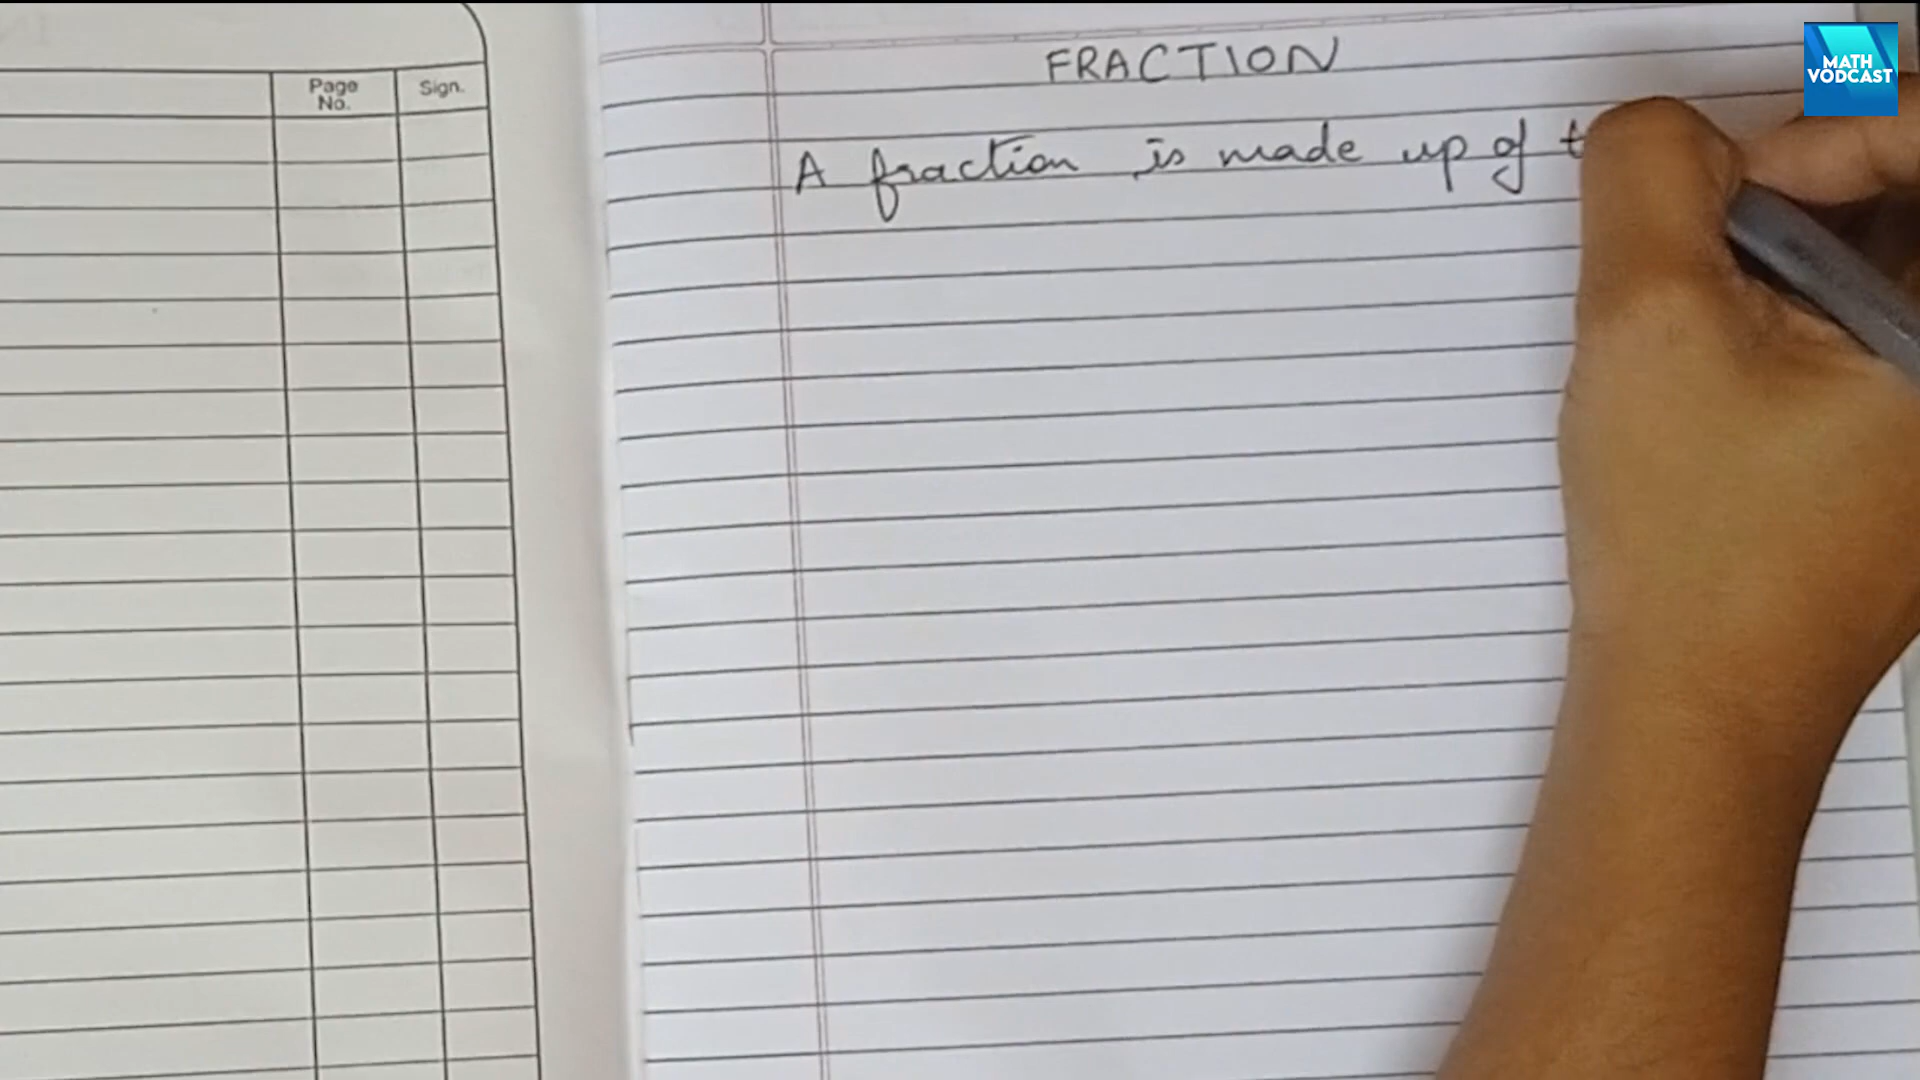 Page
No.
Sign.
FRACTION
A fraction is made up of t
MATH
VODCAST